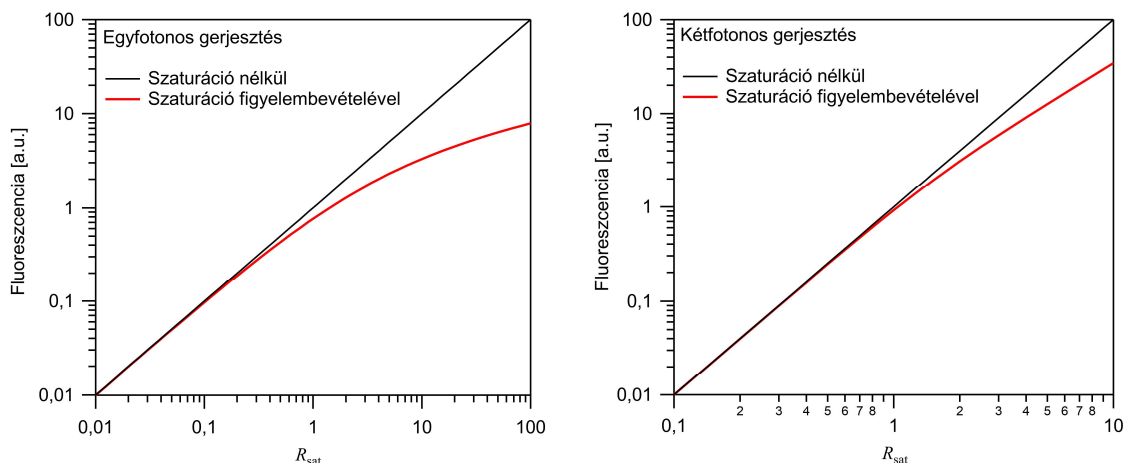 Egyfotonos gerjesztés
Szaturáció nélkül
Szaturáció figyelembevételével
Fluoreszcencia [a.u.]
100
10
1
0,1
0,01
0,01 0,1 1 10 100
R sat
Kétfotonos gerjesztés
Szaturáció nélkül
Szaturáció figyelembevételével
Fluoreszcencia [a.u.]
100
10
1
0,1
0,01
0,1 2 3 4 5 6 7 8 1 2 3 4 5 6 7 8 10
R sat